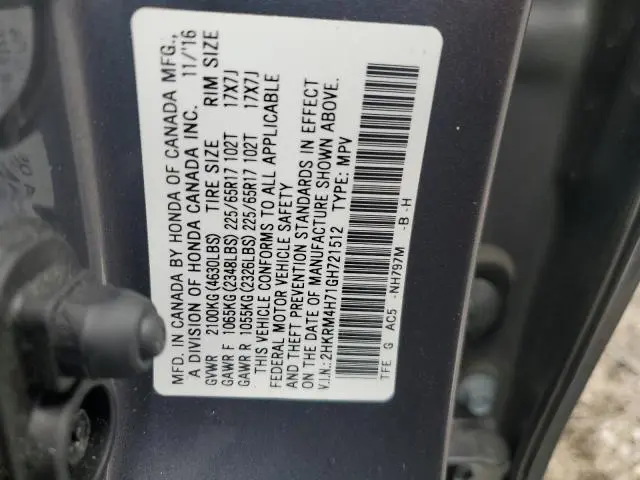 MFD. IN CANADA BY HONDA OF CANADA MFG.,
A DIVISION OF HONDA CANADA INC. 11/'16
GVWR 2100KG(4630LBS) TIRE SIZE RIM SIZE
GAWR F 1065KG(2348LBS) 225/65R17 102T 17X7J
GAWR R 1055KG(2326LBS) 225/65R17 102T 17X7J
THIS VEHICLE CONFORMS TO ALL APPLICABLE
FEDERAL MOTOR VEHICLE SAFETY
AND THEFT PREVENTION STANDARDS IN EFFECT
ON THE DATE OF MANUFACTURE SHOWN ABOVE.
V.I.N.:2HKRM4H71GH721512 TYPE: MPV
TFE G AC5 -NH797M -B -H